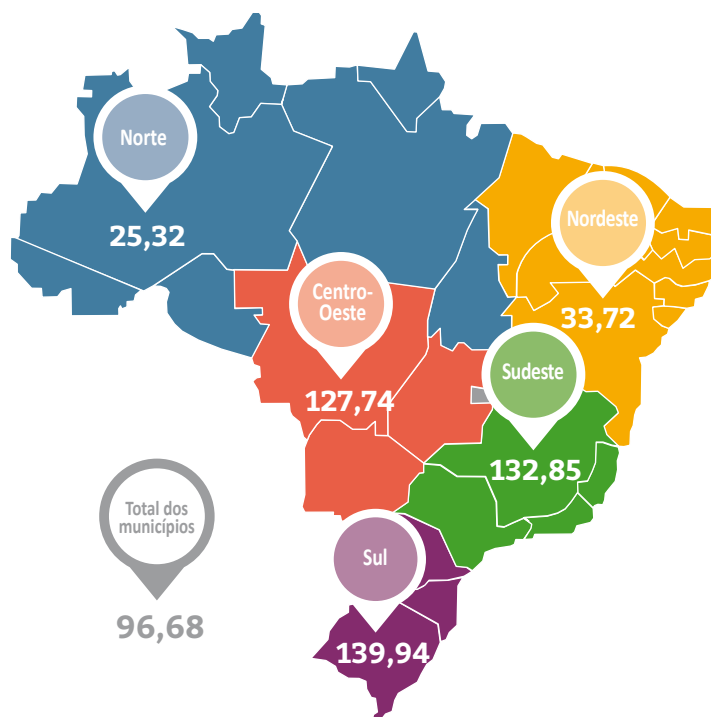 Norte
25,32
Nordeste
33,72
Centro-
Oeste
127,74
Sudeste
132,85
Total dos
municípios
96,68
Sul
139,94